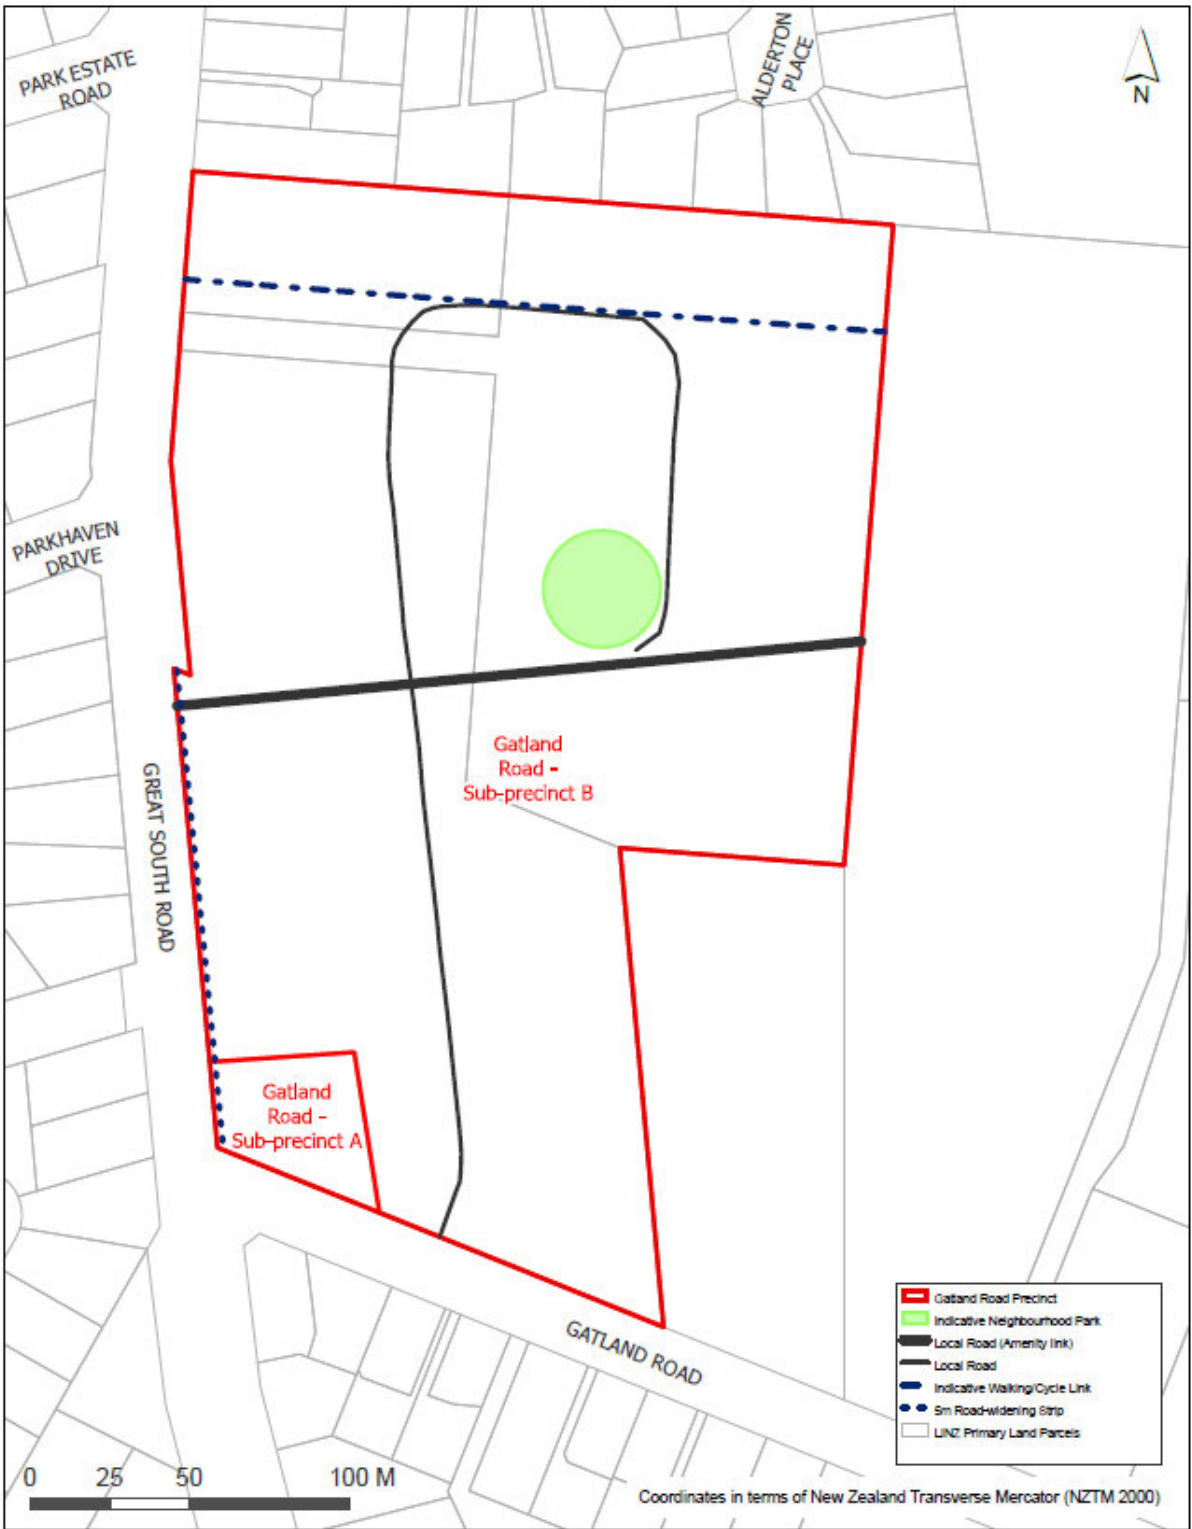 PARK ESTATE
ROAD
ALDERTON
PLACE
N
PARKHAVEN
DRIVE
Gatland
Road -
Sub-precinct B
GREAT SOUTH ROAD
Gatland
Road -
Sub-precinct A
GATLAND ROAD
Gatland Road Precinct
Indicative Neighbourhood Park
Local Road (Amenity link)
Local Road
Indicative Walking/Cycle Link
5m Road-widening Strip
LINZ Primary Land Parcels
0 25 50 100 M
Coordinates in terms of New Zealand Transverse Mercator (NZTM 2000)